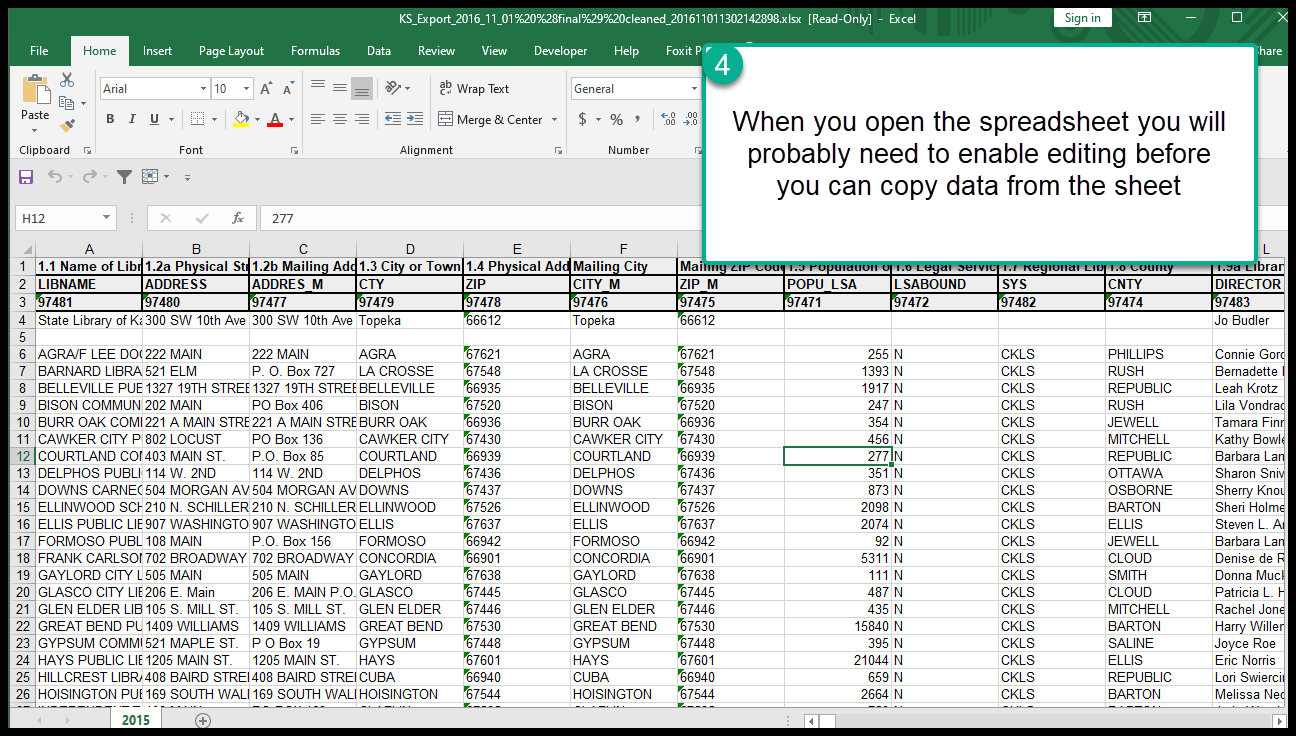 KS_Export_2016_11_01%20%28final%29%20cleaned_201611011302142898.xlsx [Read-Only] - Excel
Sign in
File Home Insert Page Layout Formulas Data Review View Developer Help Foxit P hare
4
When you open the spreadsheet you will
probably need to enable editing before
you can copy data from the sheet
Arial 10 Wrap Text General
Paste B I U Merge & Center $ %
Clipboard Font Alignment Number
H12 fx 277
A B C D E F L
1 1.1 Name of Libr 1.2a Physical St 1.2b Mailing Add 1.3 City or Town 1.4 Physical Add Mailing City Mailing ZIP Code 1.5 Population o 1.6 Legal Servic 1.7 Regional Lib 1.8 County 1.9a Librar
2 LIBNAME ADDRESS ADDRES_M CTY ZIP CITY_M ZIP_M POPU_LSA LSABOUND SYS CNTY DIRECTOR
3 97481 97480 97477 97479 97478 97476 97475 97471 97472 97482 97474 97483
4 State Library of Ka 300 SW 10th Ave 300 SW 10th Ave Topeka 66612 Topeka 66612 Jo Budler
5
6 AGRA/F LEE DOC 222 MAIN 222 MAIN AGRA 67621 AGRA 67621 255 N CKLS PHILLIPS Connie Gord
7 BARNARD LIBRA 521 ELM P. O. Box 727 LA CROSSE 67548 LA CROSSE 67548 1393 N CKLS RUSH Bernadette
8 BELLEVILLE PUE 1327 19TH STREE 1327 19TH STREE BELLEVILLE 66935 BELLEVILLE 66935 1917 N CKLS REPUBLIC Leah Krotz
9 BISON COMMUN 202 MAIN PO Box 406 BISON 67520 BISON 67520 247 N CKLS RUSH Lila Vondrac
10 BURR OAK COMI 221 A MAIN STRE 221 A MAIN STRE BURR OAK 66936 BURR OAK 66936 354 N CKLS JEWELL Tamara Finn
11 CAWKER CITY P 802 LOCUST PO Box 136 CAWKER CITY 67430 CAWKER CITY 67430 456 N CKLS MITCHELL Kathy Bowle
12 COURTLAND COI 403 MAIN ST. P.O. Box 85 COURTLAND 66939 COURTLAND 66939 277 N CKLS REPUBLIC Barbara Lan
13 DELPHOS PUBLI 114 W. 2ND 114 W. 2ND DELPHOS 67436 DELPHOS 67436 351 N CKLS OTTAWA Sharon Sniv
14 DOWNS CARNEG 504 MORGAN AV 504 MORGAN AV DOWNS 67437 DOWNS 67437 873 N CKLS OSBORNE Sherry Knou
15 ELLINWOOD SCH 210 N. SCHILLER 210 N. SCHILLER ELLINWOOD 67526 ELLINWOOD 67526 2098 N CKLS BARTON Sheri Holme
16 ELLIS PUBLIC LIE 907 WASHINGTO 907 WASHINGTO ELLIS 67637 ELLIS 67637 2074 N CKLS ELLIS Steven L. Ar
17 FORMOSO PUBL 108 MAIN P.O. Box 156 FORMOSO 66942 FORMOSO 66942 92 N CKLS JEWELL Barbara Lan
18 FRANK CARLSON 702 BROADWAY 702 BROADWAY CONCORDIA 66901 CONCORDIA 66901 5311 N CKLS CLOUD Denise de R
19 GAYLORD CITY L 505 MAIN 505 MAIN GAYLORD 67638 GAYLORD 67638 111 N CKLS SMITH Donna Muck
20 GLASCO CITY LIE 206 E. Main 206 E. MAIN P.O. GLASCO 67445 GLASCO 67445 487 N CKLS CLOUD Patricia L. H
21 GLEN ELDER LIB 105 S. MILL ST. 105 S. MILL ST. GLEN ELDER 67446 GLEN ELDER 67446 435 N CKLS MITCHELL Rachel Jone
22 GREAT BEND PU 1409 WILLIAMS 1409 WILLIAMS GREAT BEND 67530 GREAT BEND 67530 15840 N CKLS BARTON Harry Willer
23 GYPSUM COMMU 521 MAPLE ST. P O Box 19 GYPSUM 67448 GYPSUM 67448 395 N CKLS SALINE Joyce Roe
24 HAYS PUBLIC LIE 1205 MAIN ST. 1205 MAIN ST. HAYS 67601 HAYS 67601 21044 N CKLS ELLIS Eric Norris
25 HILLCREST LIBRA 408 BAIRD STREE 408 BAIRD STREE CUBA 66940 CUBA 66940 659 N CKLS REPUBLIC Lori Swiercin
26 HOISINGTON PUE 169 SOUTH WAL 169 SOUTH WAL HOISINGTON 67544 HOISINGTON 67544 2664 N CKLS BARTON Melissa Nec
2015